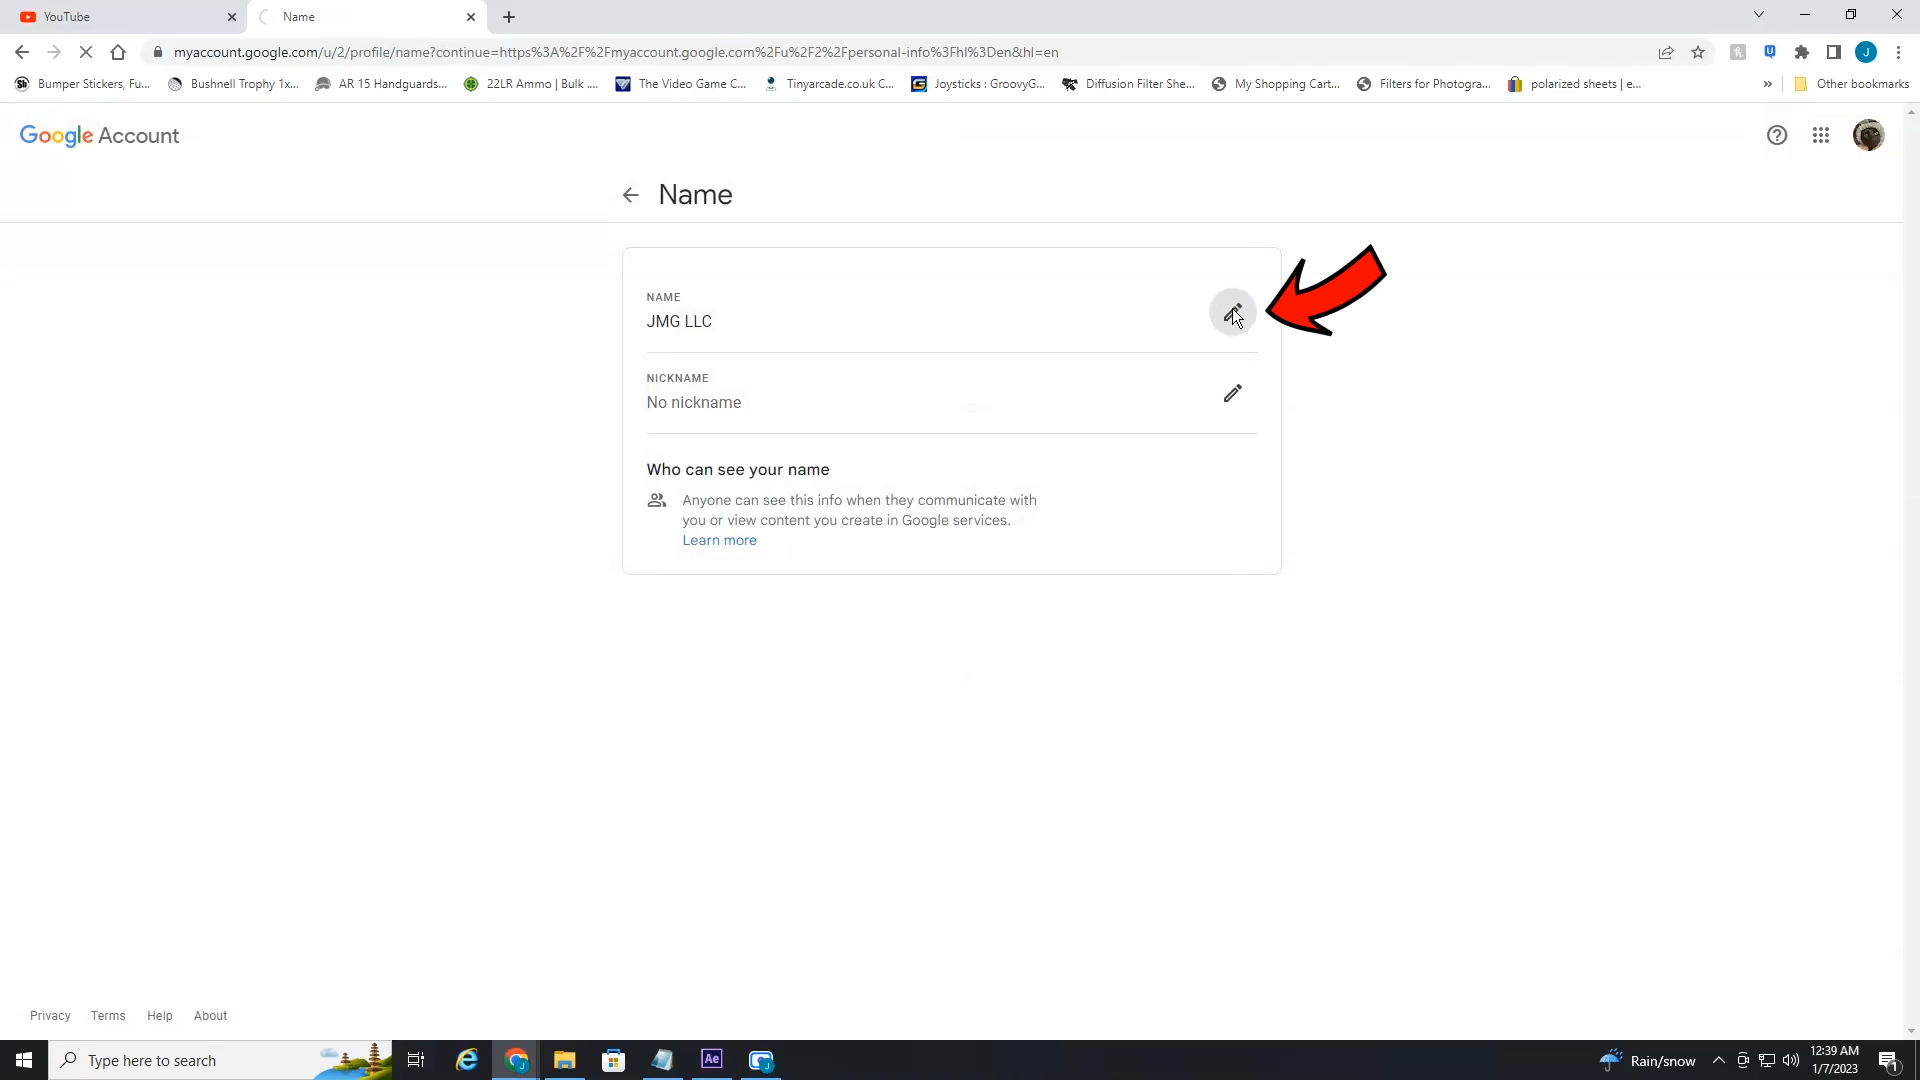 YouTube
Name
myaccount.google.com/u/2/profile/name?continue=https%3A%2F%2Fmyaccount.google.com%2Fu%2F2%2Fpersonal-info%3Fhl%3Den&hl=en
J
Sb Bumper Stickers, Fu...
Bushnell Trophy 1x...
AR 15 Handguards...
22LR Ammo | Bulk ....
The Video Game C...
Tinyarcade.co.uk C...
G Joysticks : GroovyG...
Diffusion Filter She...
My Shopping Cart...
Filters for Photogra...
polarized sheets | e...
»
Other bookmarks
Google Account
Name
NAME
JMG LLC
NICKNAME
No nickname
Who can see your name
Anyone can see this info when they communicate with
you or view content you create in Google services.
Learn more
Privacy Terms Help About
Type here to search
J
Ae
J
Rain/snow
12:39 AM
1/7/2023
1